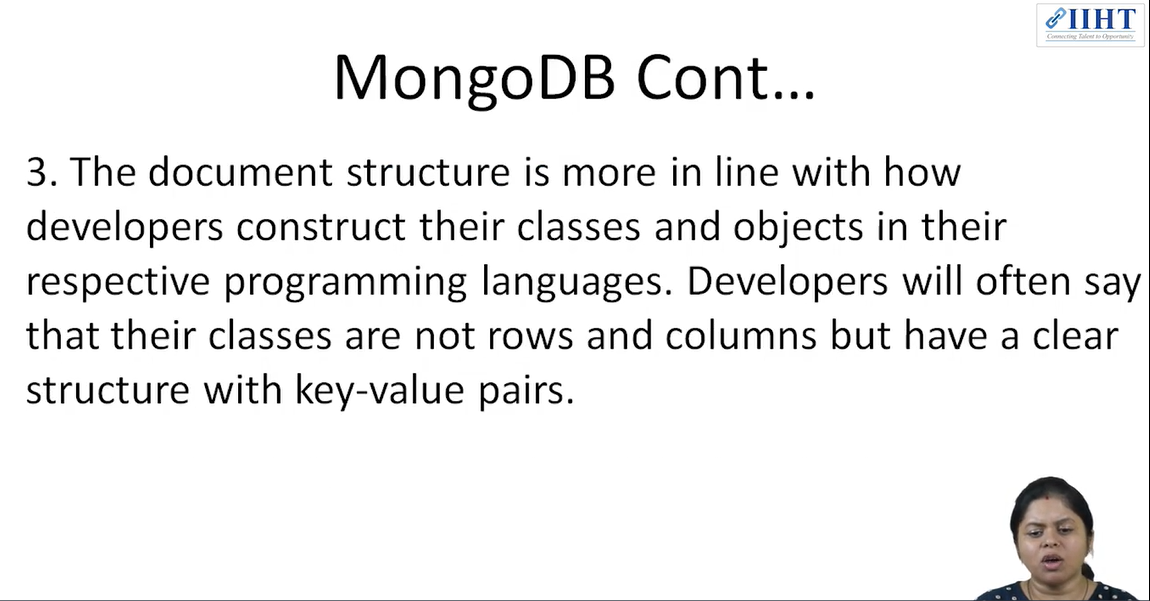 IIHT
Connecting Talent to Opportunity
MongoDB Cont...
3. The document structure is more in line with how
developers construct their classes and objects in their
respective programming languages. Developers will often say
that their classes are not rows and columns but have a clear
structure with key-value pairs.